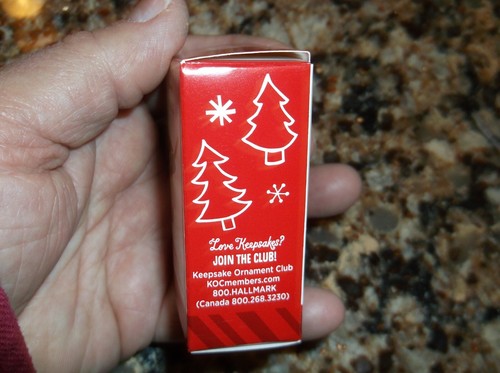 Love Keepsakes?
JOIN THE CLUB!
Keepsake Ornament Club
KOCmembers.com
800.HALLMARK
(Canada 800.268.3230)